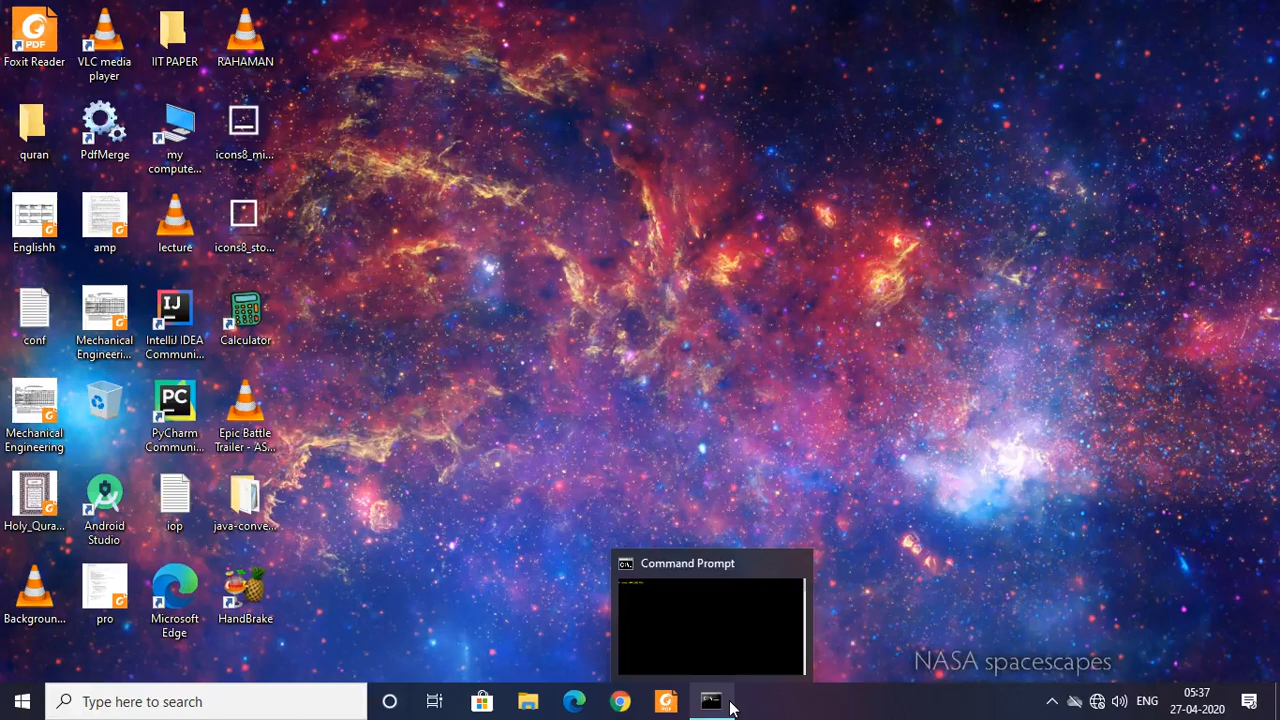 Foxit Reader
VLC media player
IIT PAPER
RAHAMAN
quran
PdfMerge
my compute...
icons8_mi...
Englishh
amp
lecture
icons8_sto...
conf
Mechanical Engineeri...
IntelliJ IDEA Communi...
Calculator
Mechanical Engineering
PyCharm Communi...
Epic Battle Trailer - AS...
Holy_Qura...
Android Studio
iop
java-conve...
Backgroun...
pro
Microsoft Edge
HandBrake
Command Prompt
NASA spacescapes
Type here to search
ENG
05:37
27-04-2020